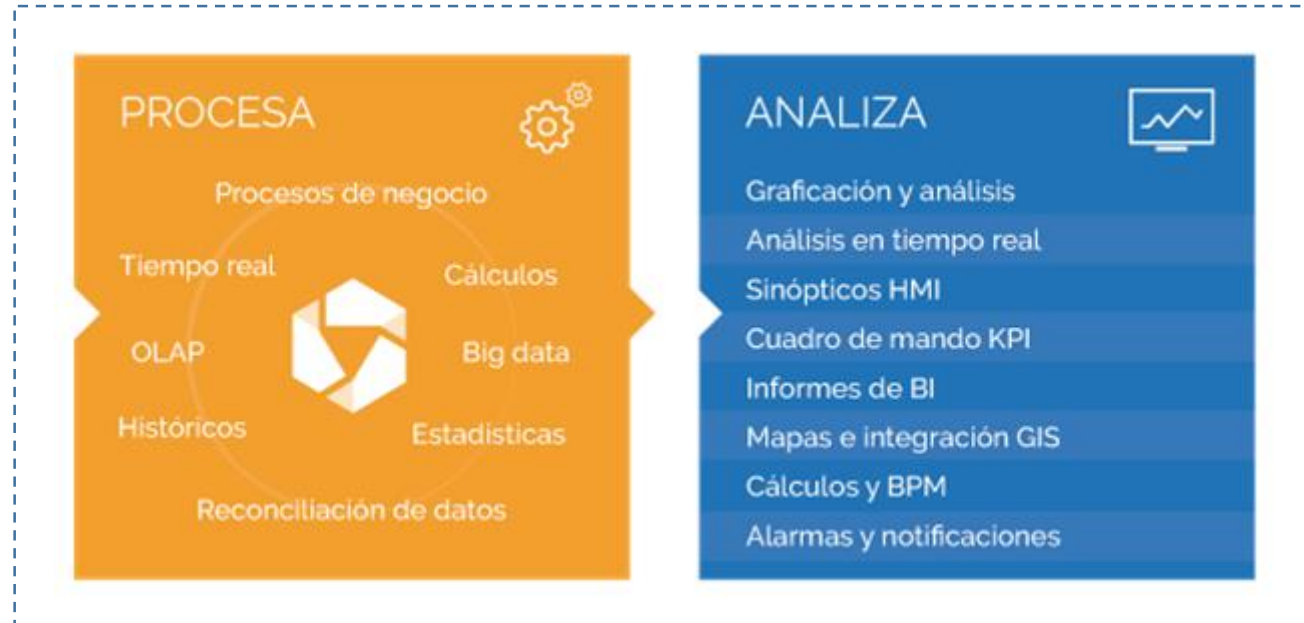 PROCESA
Procesos de negocio
Tiempo real
Cálculos
OLAP
Big data
Históricos
Estadísticas
Reconciliación de datos
ANALIZA
Graficación y análisis
Análisis en tiempo real
Sinópticos HMI
Cuadro de mando KPI
Informes de BI
Mapas e integración GIS
Cálculos y BPM
Alarmas y notificaciones